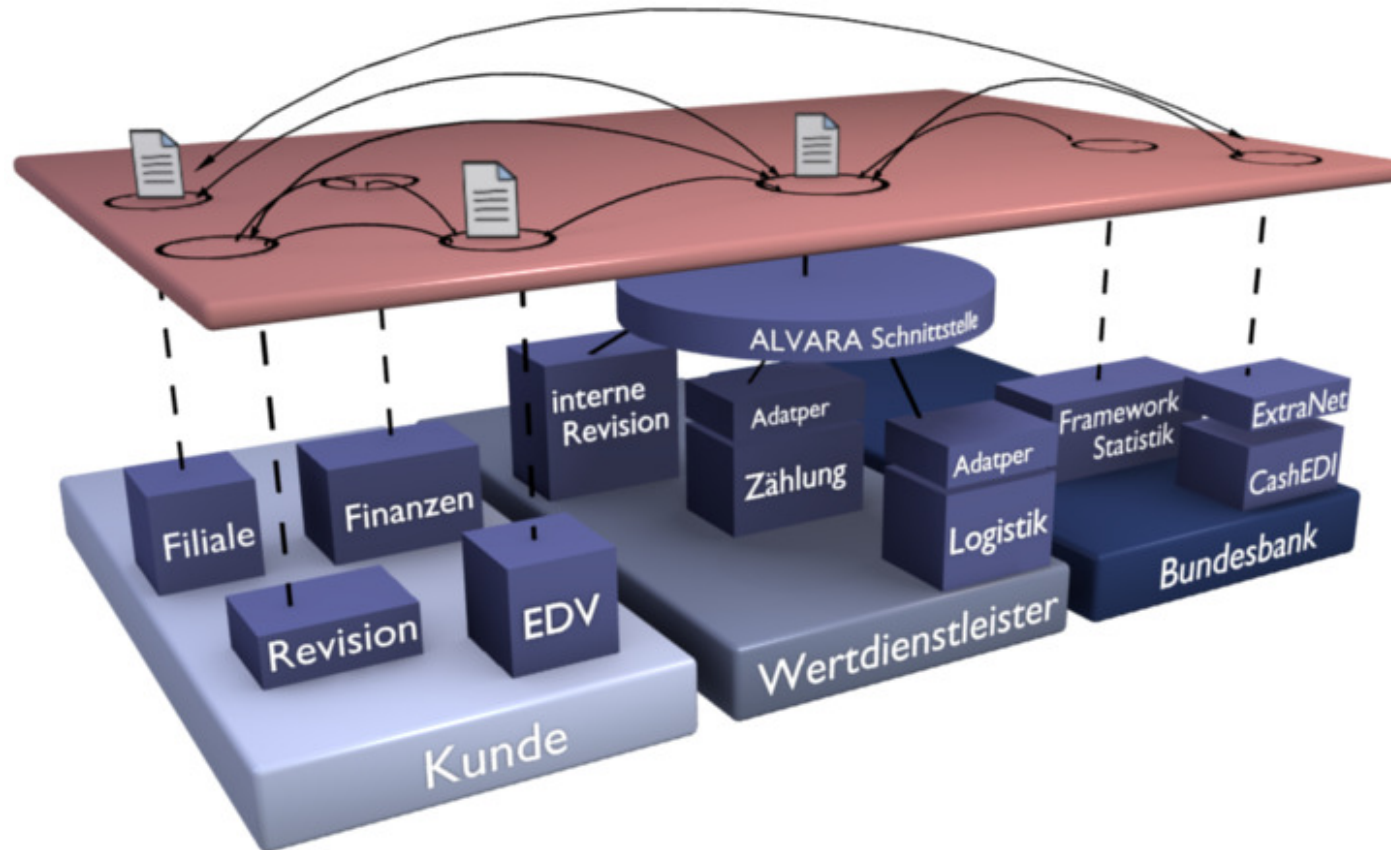 ALVARA Schnittstelle
interne
Revision
Adatper
Zählung
Adatper
Logistik
Framework
Statistik
ExtraNet
CashEDI
Filiale
Finanzen
Revision
EDV
Kunde
Wertdienstleister
Bundesbank